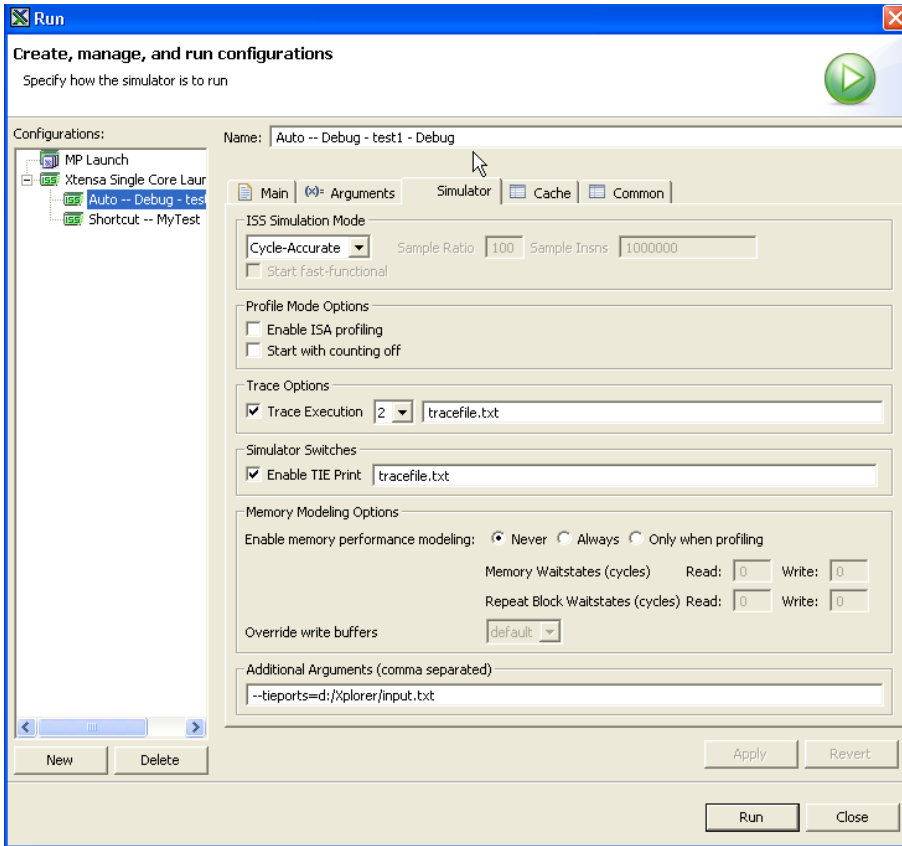 Run
Create, manage, and run configurations
Specify how the simulator is to run
Configurations:
Name: Auto -- Debug - test1 - Debug
MP Launch
Xtensa Single Core Laur
Auto -- Debug - tes
Shortcut -- MyTest
Main (x)= Arguments Simulator Cache Common
ISS Simulation Mode
Cycle-Accurate Sample Ratio 100 Sample Insns 1000000
Start fast-functional
Profile Mode Options
Enable ISA profiling
Start with counting off
Trace Options
Trace Execution 2 tracefile.txt
Simulator Switches
Enable TIE Print tracefile.txt
Memory Modeling Options
Enable memory performance modeling: Never Always Only when profiling
Memory Waitstates (cycles) Read: 0 Write: 0
Repeat Block Waitstates (cycles) Read: 0 Write: 0
Override write buffers default
Additional Arguments (comma separated)
--tieports=d:/Xplorer/input.txt
New Delete
Apply Revert
Run Close